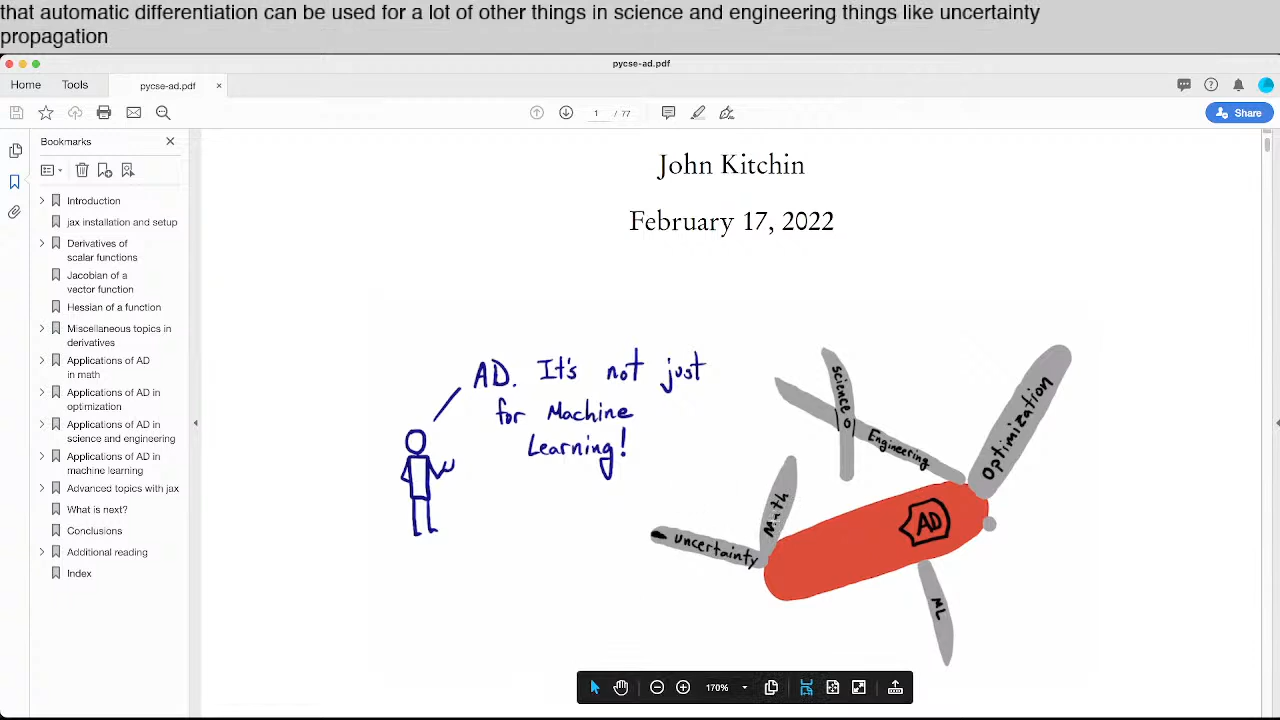 that automatic differentiation can be used for a lot of other things in science and engineering things like uncertainty
propagation
pycse-ad.pdf
Home
Tools
pycse-ad.pdf
1 / 77
170%
Share
Bookmarks
Introduction
jax installation and setup
Derivatives of
scalar functions
Jacobian of a
vector function
Hessian of a function
Miscellaneous topics in
derivatives
Applications of AD
in math
Applications of AD in
optimization
Applications of AD in
science and engineering
Applications of AD in
machine learning
Advanced topics with jax
What is next?
Conclusions
Additional reading
Index
John Kitchin
February 17, 2022
AD. It's not just
for Machine
Learning!
science
Engineering
Optimization
Math
uncertainty
AD
ML